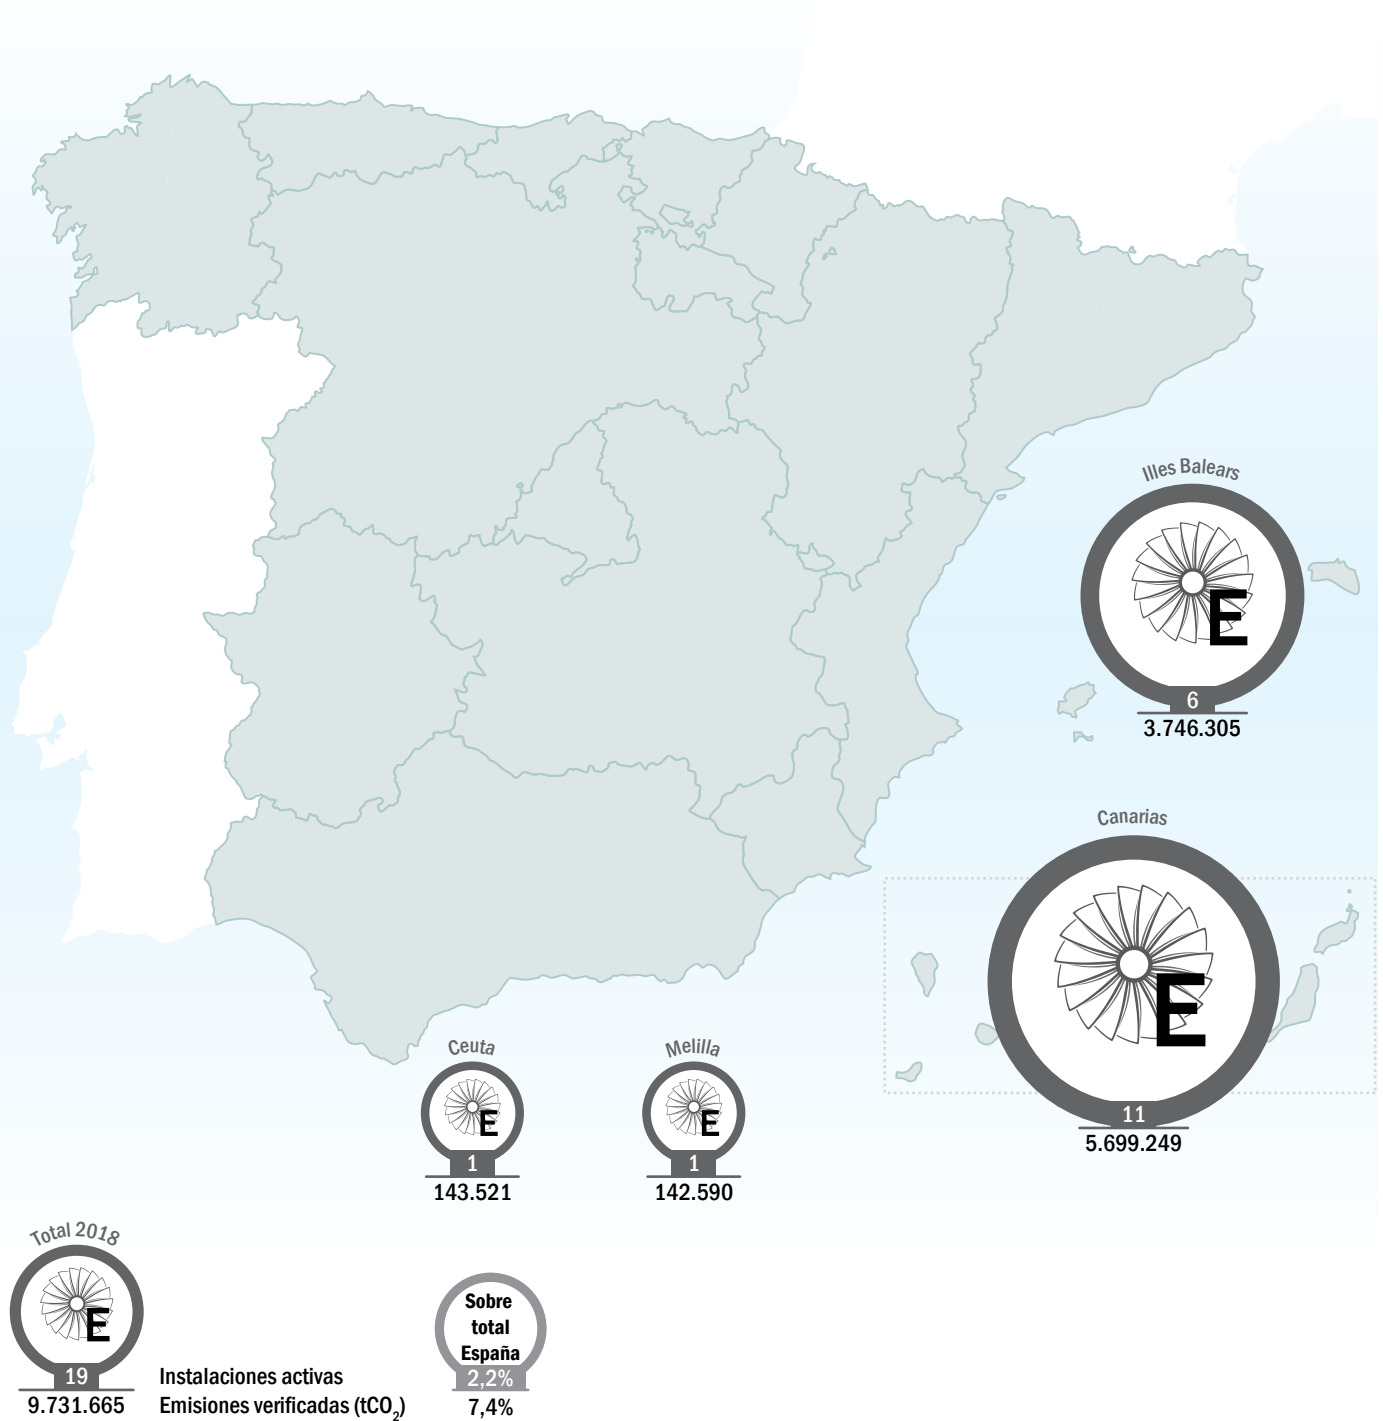 Illes Balears
E
6
3.746.305
Canarias
E
11
5.699.249
Ceuta
E
1
143.521
Melilla
E
1
142.590
Total 2018
E
19
9.731.665
Instalaciones activas
Emisiones verificadas (tCO₂)
Sobre
total
España
2,2%
7,4%